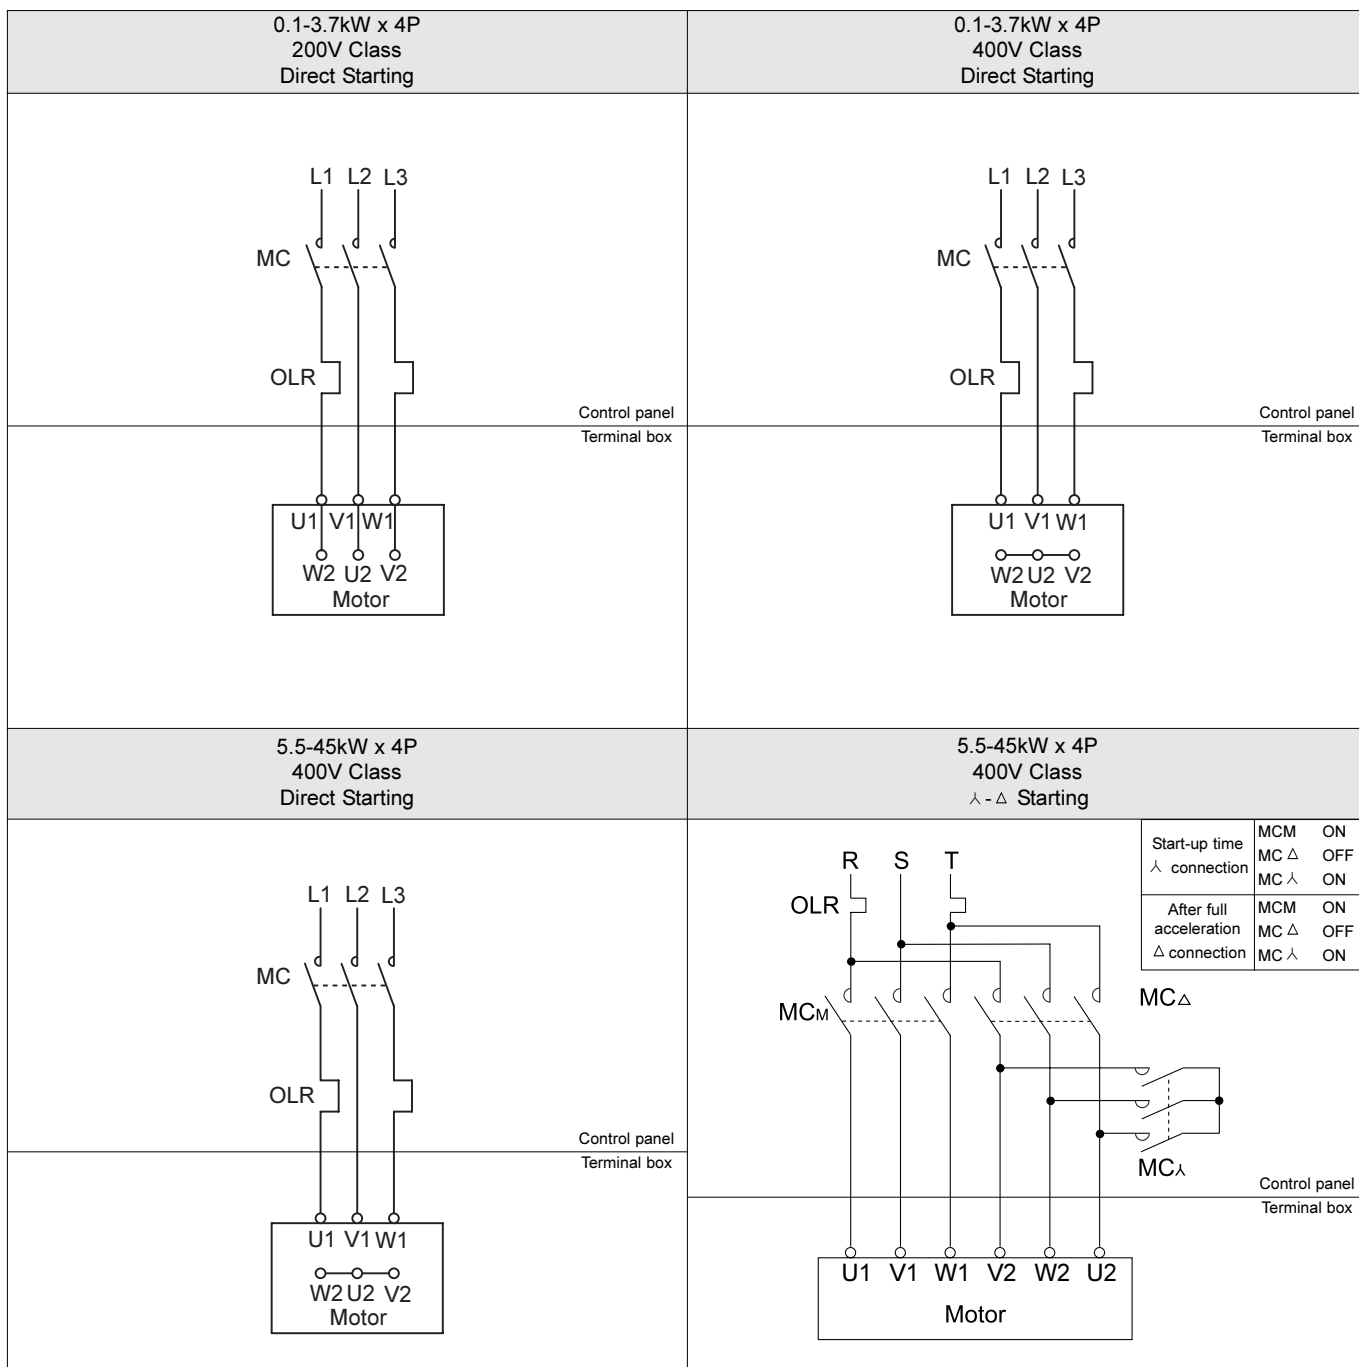 0.1-3.7kW x 4P
200V Class
Direct Starting
L1 L2 L3
MC
OLR
Control panel
Terminal box
U1 V1 W1
W2 U2 V2
Motor
0.1-3.7kW x 4P
400V Class
Direct Starting
L1 L2 L3
MC
OLR
Control panel
Terminal box
U1 V1 W1
W2 U2 V2
Motor
5.5-45kW x 4P
400V Class
Direct Starting
L1 L2 L3
MC
OLR
Control panel
Terminal box
U1 V1 W1
W2 U2 V2
Motor
5.5-45kW x 4P
400V Class
⅄ - △ Starting
Start-up time
⅄ connection
MCM ON
MC △ OFF
MC ⅄ ON
After full
acceleration
△ connection
MCM ON
MC △ OFF
MC ⅄ ON
R S T
OLR
MCM
MC△
MC⅄
Control panel
Terminal box
U1 V1 W1 V2 W2 U2
Motor